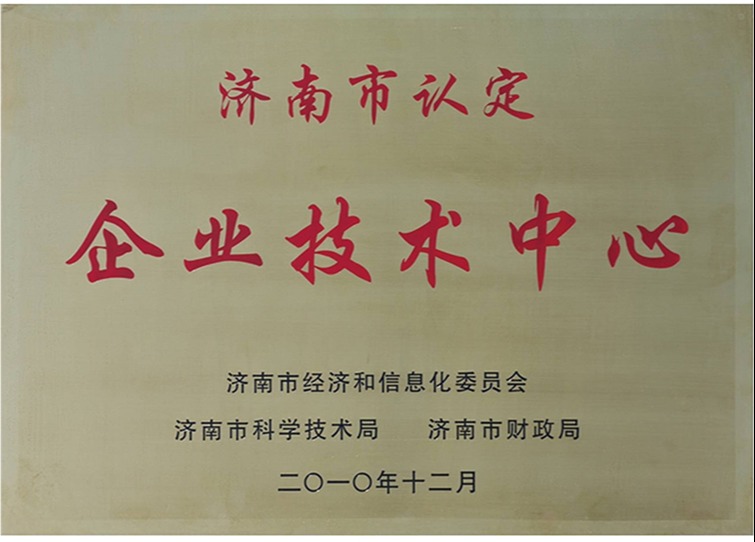 济南市认定
企业技术中心
济南市经济和信息化委员会
济南市科学技术局 济南市财政局
二〇一〇年十二月